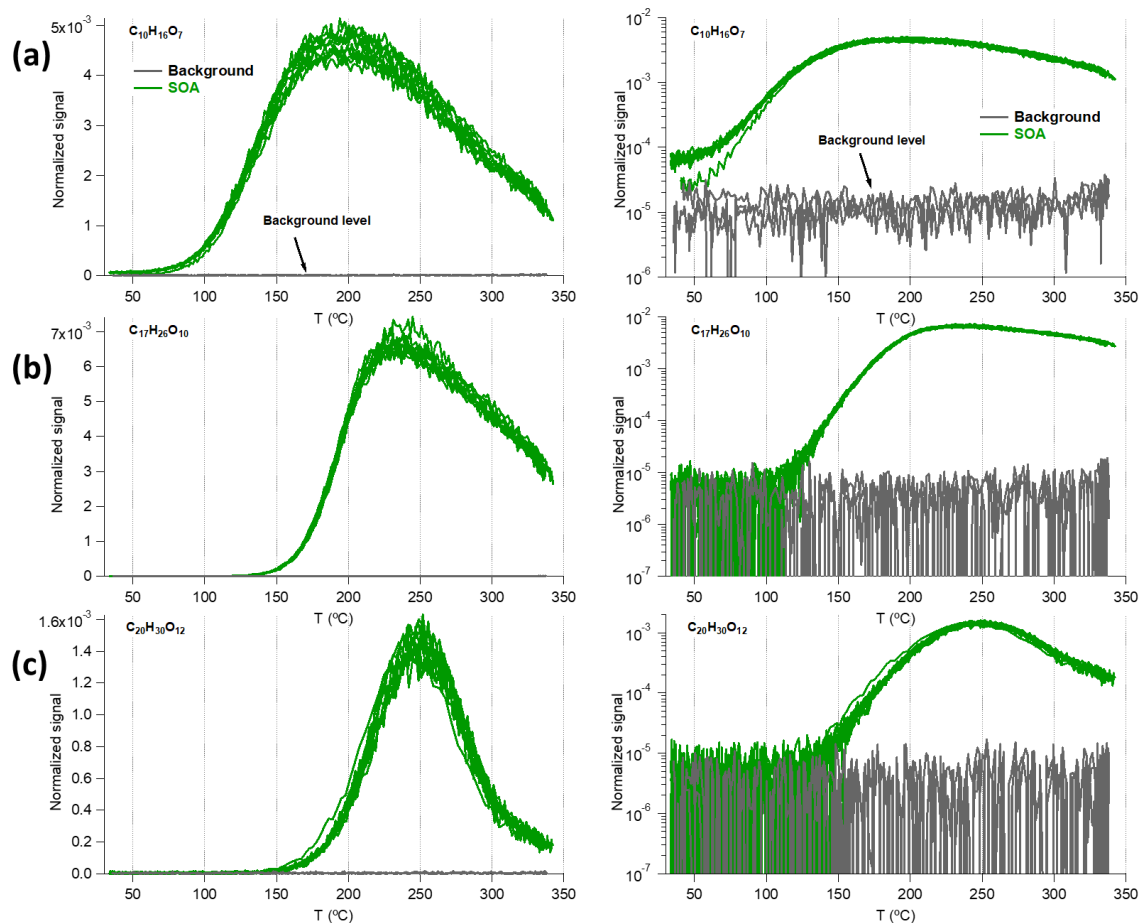 (a)
C10H16O7
5x10-3
4
3
2
1
0
Normalized signal
Background
SOA
Background level
50 100 150 200 250 300 350
T (ºC)
C10H16O7
10-2
10-3
10-4
10-5
10-6
Normalized signal
Background
SOA
Background level
50 100 150 200 250 300 350
T (ºC)
(b)
C17H26O10
7x10-3
6
5
4
3
2
1
0
Normalized signal
50 100 150 200 250 300 350
T (ºC)
C17H26O10
10-2
10-3
10-4
10-5
10-6
10-7
Normalized signal
50 100 150 200 250 300 350
T (ºC)
(c)
C20H30O12
1.6x10-3
1.4
1.2
1.0
0.8
0.6
0.4
0.2
0.0
Normalized signal
50 100 150 200 250 300 350
T (ºC)
C20H30O12
10-3
10-4
10-5
10-6
10-7
Normalized signal
50 100 150 200 250 300 350
T (ºC)